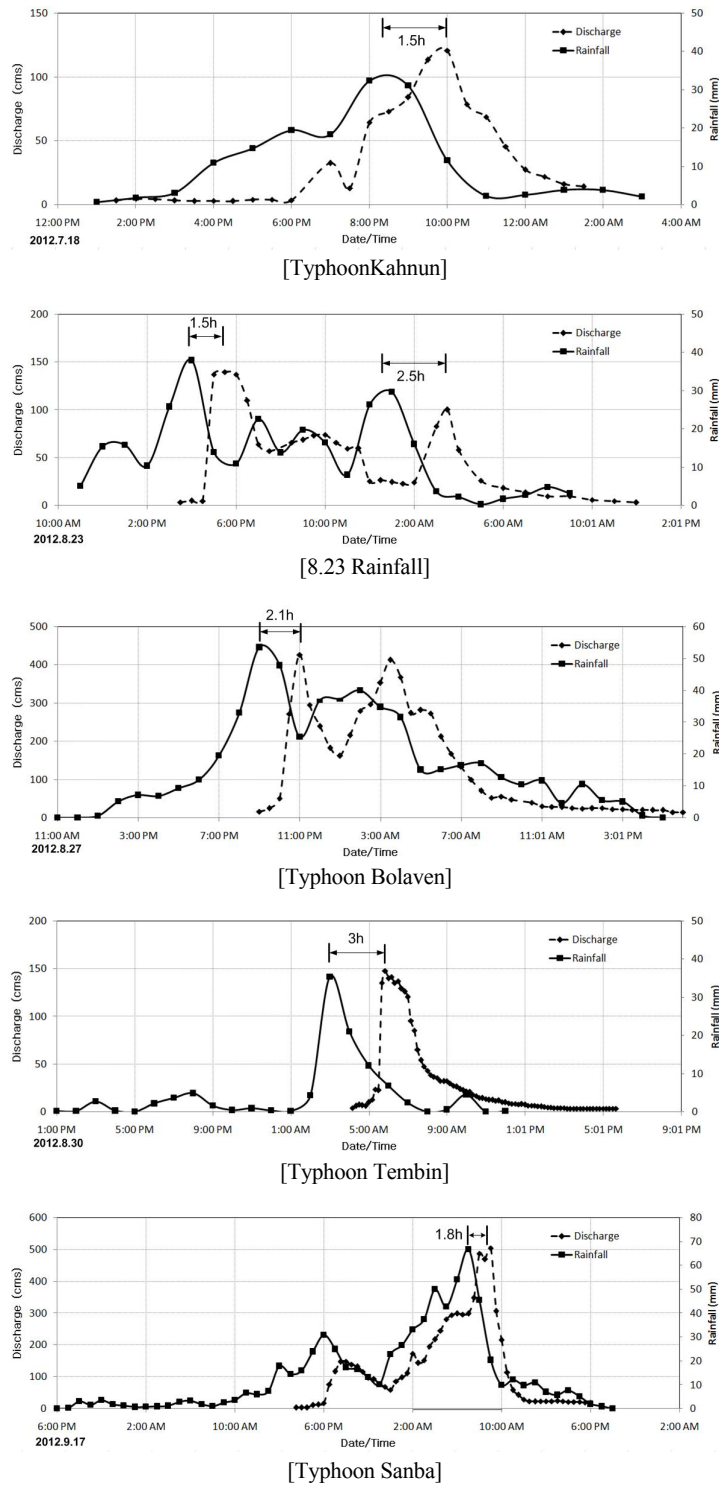 150
100
50
0
Discharge (cms)
1.5h
Discharge
Rainfall
50
40
30
20
10
0
Rainfall (mm)
12:00 PM 2:00 PM 4:00 PM 6:00 PM 8:00 PM 10:00 PM 12:00 AM 2:00 AM 4:00 AM
2012.7.18
Date/Time
[TyphoonKahnun]
200
150
100
50
0
Discharge (cms)
1.5h
2.5h
Discharge
Rainfall
50
40
30
20
10
0
Rainfall (mm)
10:00 AM 2:00 PM 6:00 PM 10:00 PM 2:00 AM 6:00 AM 10:01 AM 2:01 PM
2012.8.23
Date/Time
[8.23 Rainfall]
500
400
300
200
100
0
Discharge (cms)
2.1h
Discharge
Rainfall
60
50
40
30
20
10
0
Rainfall (mm)
11:00 AM 3:00 PM 7:00 PM 11:00 PM 3:00 AM 7:00 AM 11:01 AM 3:01 PM
2012.8.27
Date/Time
[Typhoon Bolaven]
200
150
100
50
0
Discharge (cms)
3h
Discharge
Rainfall
50
40
30
20
10
0
Rainfall (mm)
1:00 PM 5:00 PM 9:00 PM 1:00 AM 5:00 AM 9:00 AM 1:01 PM 5:01 PM 9:01 PM
2012.8.30
Date/Time
[Typhoon Tembin]
600
500
400
300
200
100
0
Discharge (cms)
1.8h
Discharge
Rainfall
80
70
60
50
40
30
20
10
0
Rainfall (mm)
6:00 PM 2:00 AM 10:00 AM 6:00 PM 2:00 AM 10:00 AM 6:00 PM 2:00 AM
2012.9.17
Date/Time
[Typhoon Sanba]